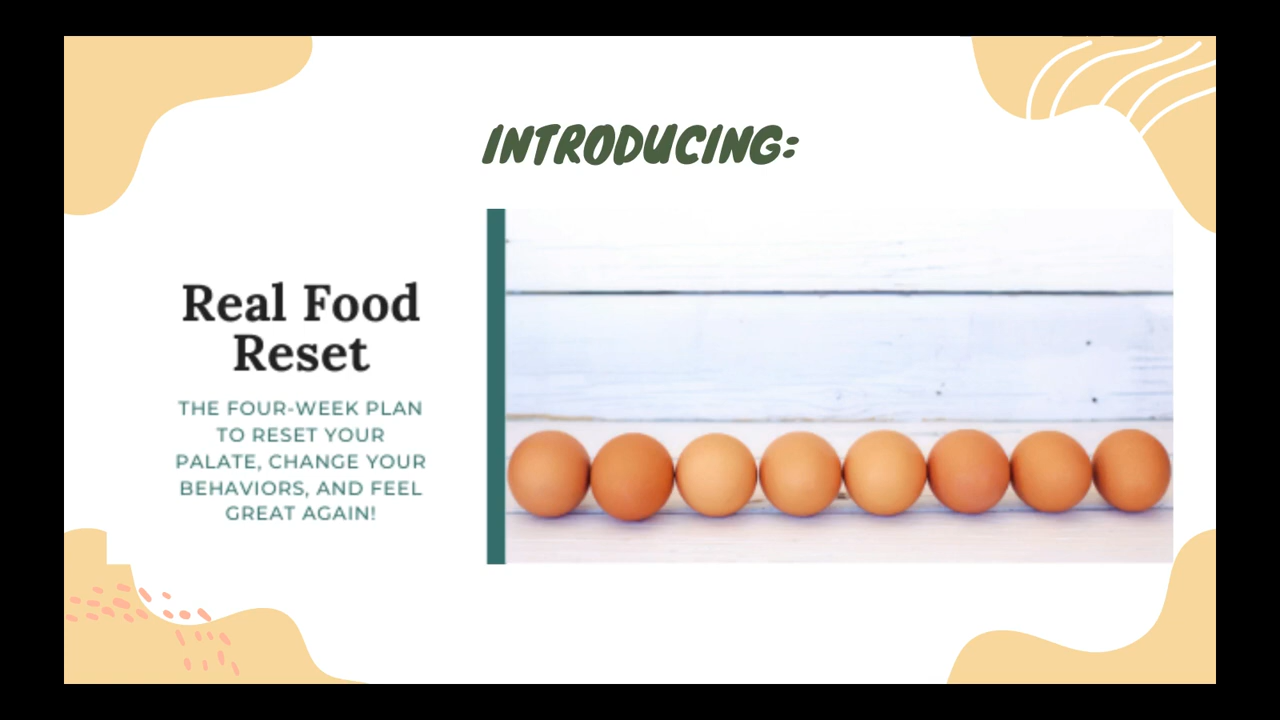 INTRODUCING:
Real Food
Reset
THE FOUR-WEEK PLAN
TO RESET YOUR
PALATE, CHANGE YOUR
BEHAVIORS, AND FEEL
GREAT AGAIN!